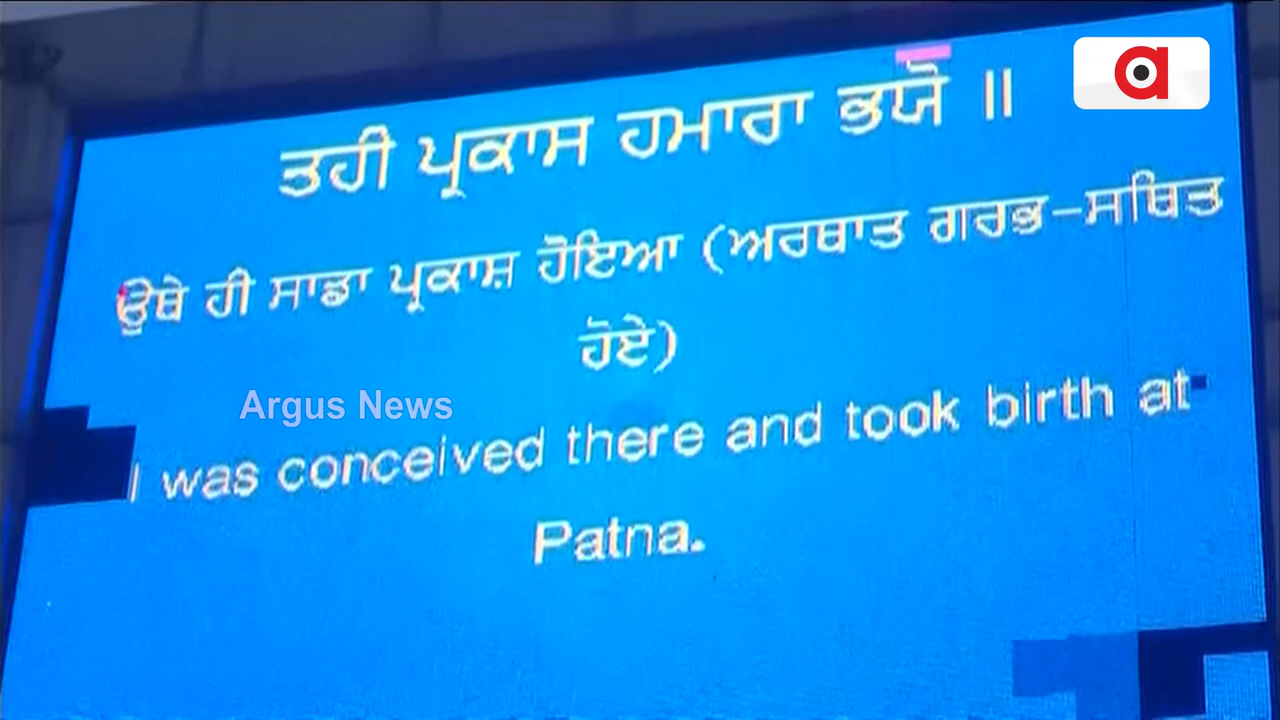 ਤਹੀ ਪ੍ਰਕਾਸ ਹਮਾਰਾ ਭਯੋ ॥
ਉਥੇ ਹੀ ਸਾਡਾ ਪ੍ਰਕਾਸ਼ ਹੋਇਆ (ਅਰਥਾਤ ਗਰਭ-ਸਥਿਤ
ਹੋਏ)
Argus News
I was conceived there and took birth at
Patna.